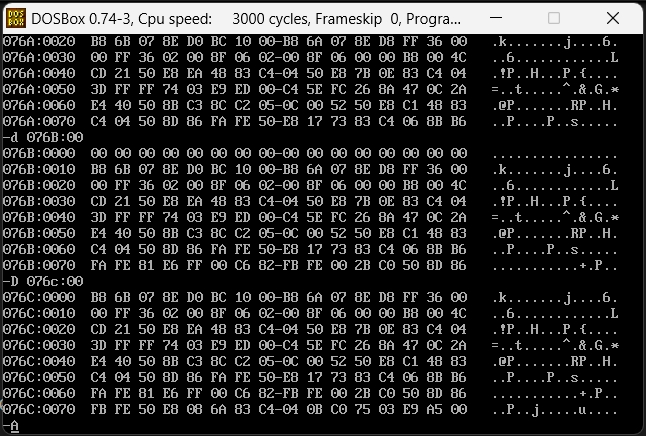 DOSBox 0.74-3, Cpu speed:    3000 cycles, Frameskip  0, Progra...
076A:0020  B8 6B 07 8E D0 BC 10 00-B8 6A 07 8E D8 FF 36 00   .k.......j....6.
076A:0030  00 FF 36 02 00 8F 06 02-00 8F 06 00 00 B8 00 4C   ..6............L
076A:0040  CD 21 50 E8 EA 48 83 C4-04 50 E8 7B 0E 83 C4 04   .!P..H...P.{....
076A:0050  3D FF FF 74 03 E9 ED 00-C4 5E FC 26 8A 47 0C 2A   =..t.....^.&.G.*
076A:0060  E4 40 50 8B C3 8C C2 05-0C 00 52 50 E8 C1 48 83   .@P.......RP..H.
076A:0070  C4 04 50 8D 86 FA FE 50-E8 17 73 83 C4 06 8B B6   ..P....P..s.....
-d 076B:00
076B:0000  00 00 00 00 00 00 00 00-00 00 00 00 00 00 00 00   ................
076B:0010  B8 6B 07 8E D0 BC 10 00-B8 6A 07 8E D8 FF 36 00   .k.......j....6.
076B:0020  00 FF 36 02 00 8F 06 02-00 8F 06 00 00 B8 00 4C   ..6............L
076B:0030  CD 21 50 E8 EA 48 83 C4-04 50 E8 7B 0E 83 C4 04   .!P..H...P.{....
076B:0040  3D FF FF 74 03 E9 ED 00-C4 5E FC 26 8A 47 0C 2A   =..t.....^.&.G.*
076B:0050  E4 40 50 8B C3 8C C2 05-0C 00 52 50 E8 C1 48 83   .@P.......RP..H.
076B:0060  C4 04 50 8D 86 FA FE 50-E8 17 73 83 C4 06 8B B6   ..P....P..s.....
076B:0070  FA FE 81 E6 FF 00 C6 82-FB FE 00 2B C0 50 8D 86   ...........+.P..
-D 076c:00
076C:0000  B8 6B 07 8E D0 BC 10 00-B8 6A 07 8E D8 FF 36 00   .k.......j....6.
076C:0010  00 FF 36 02 00 8F 06 02-00 8F 06 00 00 B8 00 4C   ..6............L
076C:0020  CD 21 50 E8 EA 48 83 C4-04 50 E8 7B 0E 83 C4 04   .!P..H...P.{....
076C:0030  3D FF FF 74 03 E9 ED 00-C4 5E FC 26 8A 47 0C 2A   =..t.....^.&.G.*
076C:0040  E4 40 50 8B C3 8C C2 05-0C 00 52 50 E8 C1 48 83   .@P.......RP..H.
076C:0050  C4 04 50 8D 86 FA FE 50-E8 17 73 83 C4 06 8B B6   ..P....P..s.....
076C:0060  FA FE 81 E6 FF 00 C6 82-FB FE 00 2B C0 50 8D 86   ...........+.P..
076C:0070  FB FE 50 E8 08 6A 83 C4-04 0B C0 75 03 E9 A5 00   ..P..j.....u....
-A